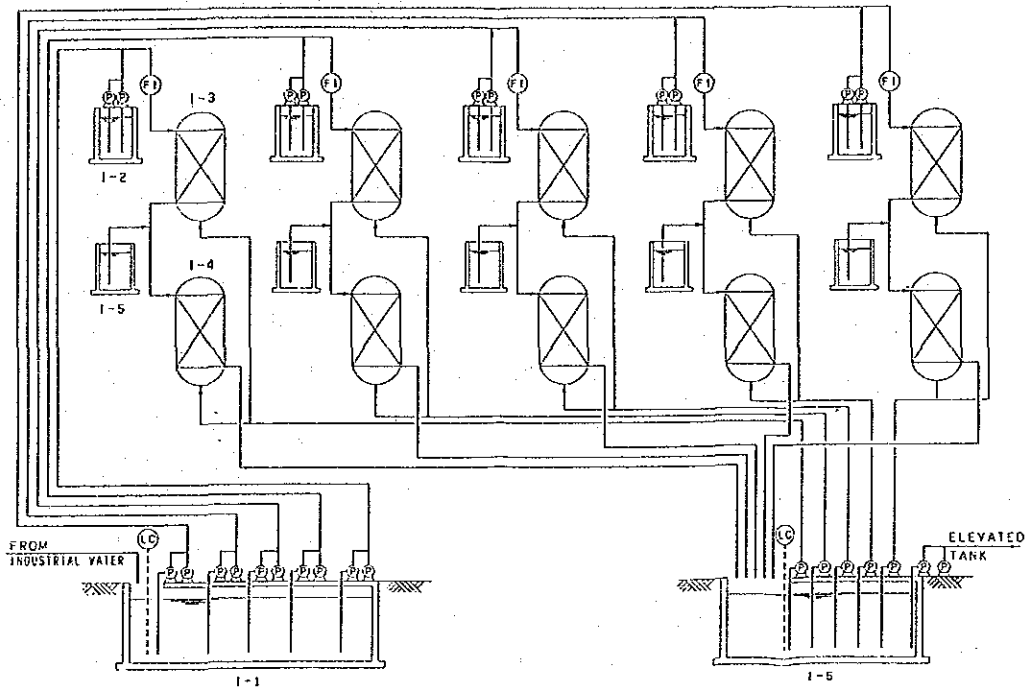 FI
FI
FI
FI
FI
P P
P P
P P
P P
P P
1-3
1-2
1-4
1-5
LC
FROM
INDUSTRIAL WATER
P P P P P P P P P P
1-1
LC
P P P P P P P
ELEVATED
TANK
1-5